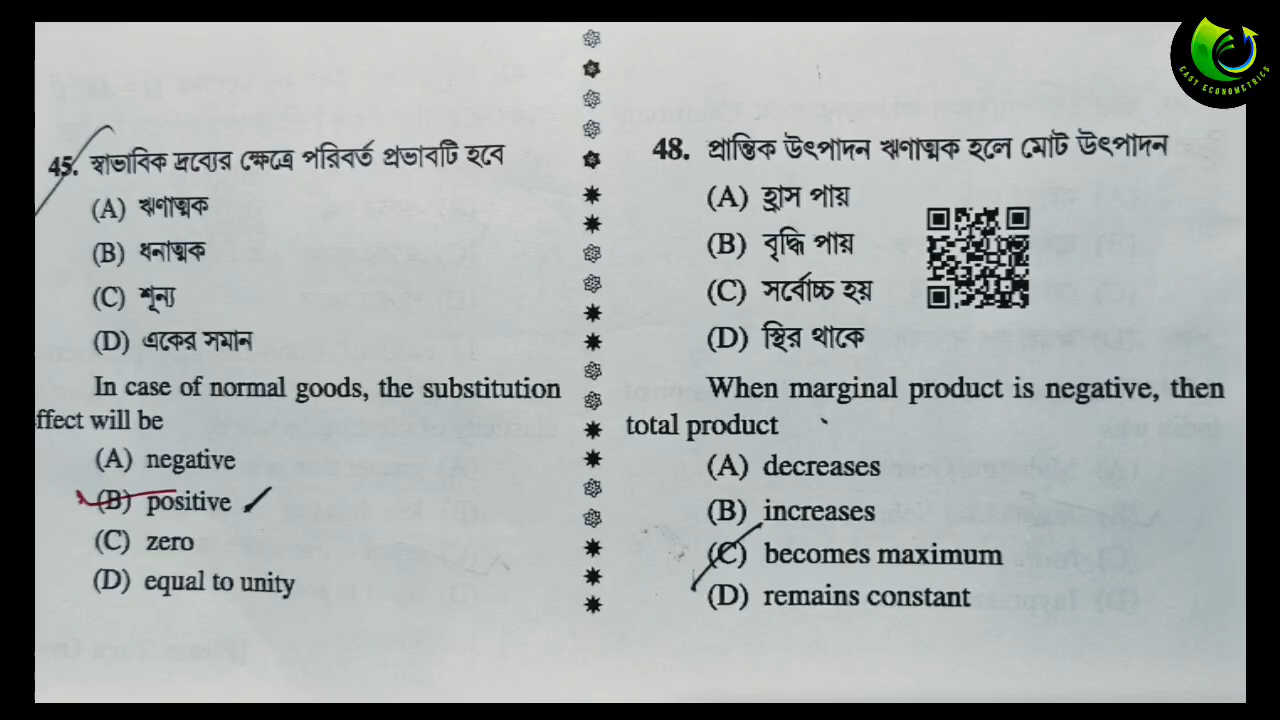 45. স্বাভাবিক দ্রব্যের ক্ষেত্রে পরিবর্ত প্রভাবটি হবে
(A) ঋণাত্মক
(B) ধনাত্মক
(C) শূন্য
(D) একের সমান
In case of normal goods, the substitution
ffect will be
(A) negative
(B) positive
(C) zero
(D) equal to unity
48. প্রান্তিক উৎপাদন ঋণাত্মক হলে মোট উৎপাদন
(A) হ্রাস পায়
(B) বৃদ্ধি পায়
(C) সর্বোচ্চ হয়
(D) স্থির থাকে
When marginal product is negative, then
total product
(A) decreases
(B) increases
(C) becomes maximum
(D) remains constant
EASY ECONOMETRICS